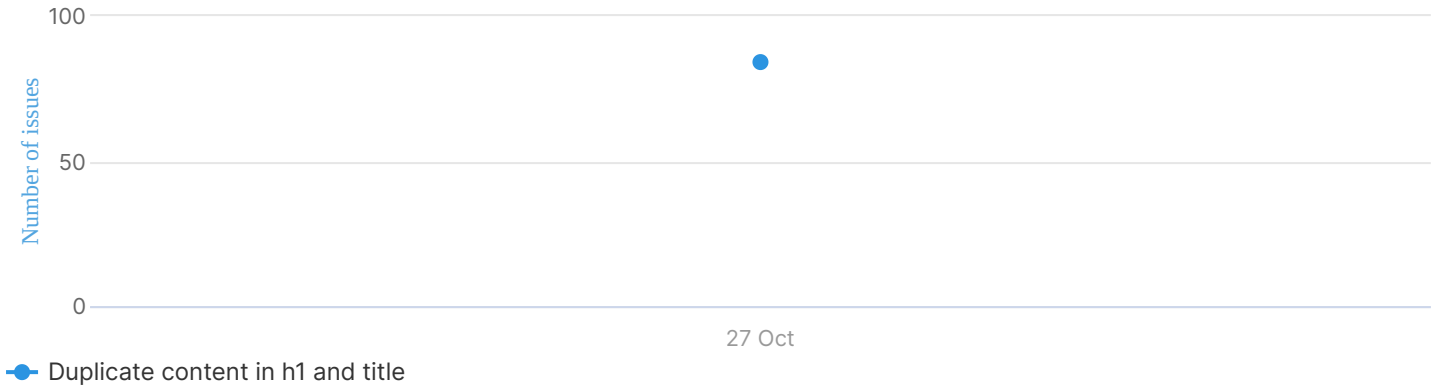 100
Number of issues
50
0
27 Oct
Duplicate content in h1 and title